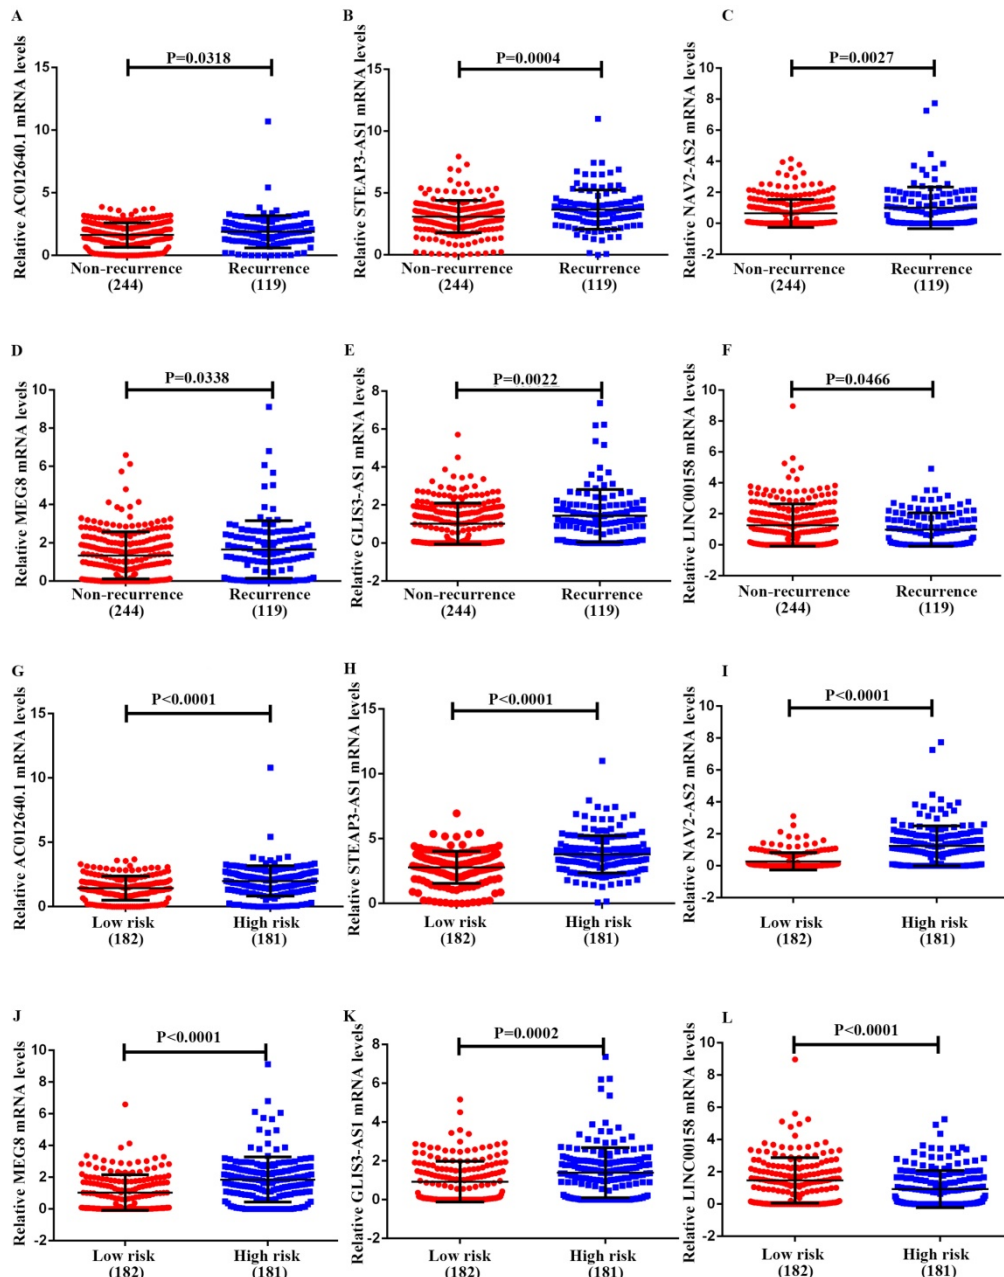 A
P=0.0318
Relative AC012640.1 mRNA levels
15
10
5
0
Non-recurrence
(244)
Recurrence
(119)
B
P=0.0004
Relative STEAP3-AS1 mRNA levels
15
10
5
0
Non-recurrence
(244)
Recurrence
(119)
C
P=0.0027
Relative NAV2-AS2 mRNA levels
10
8
6
4
2
0
-2
Non-recurrence
(244)
Recurrence
(119)
D
P=0.0338
Relative MEG8 mRNA levels
10
8
6
4
2
0
Non-recurrence
(244)
Recurrence
(119)
E
P=0.0022
Relative GLIS3-AS1 mRNA levels
8
6
4
2
0
-2
Non-recurrence
(244)
Recurrence
(119)
F
P=0.0466
Relative LINC00158 mRNA levels
10
8
6
4
2
0
-2
Non-recurrence
(244)
Recurrence
(119)
G
P<0.0001
Relative AC012640.1 mRNA levels
15
10
5
0
Low risk
(182)
High risk
(181)
H
P<0.0001
Relative STEAP3-AS1 mRNA levels
15
10
5
0
Low risk
(182)
High risk
(181)
I
P<0.0001
Relative NAV2-AS2 mRNA levels
10
8
6
4
2
0
-2
Low risk
(182)
High risk
(181)
J
P<0.0001
Relative MEG8 mRNA levels
10
8
6
4
2
0
-2
Low risk
(182)
High risk
(181)
K
P=0.0002
Relative GLIS3-AS1 mRNA levels
8
6
4
2
0
-2
Low risk
(182)
High risk
(181)
L
P<0.0001
Relative LINC00158 mRNA levels
10
8
6
4
2
0
-2
Low risk
(182)
High risk
(181)